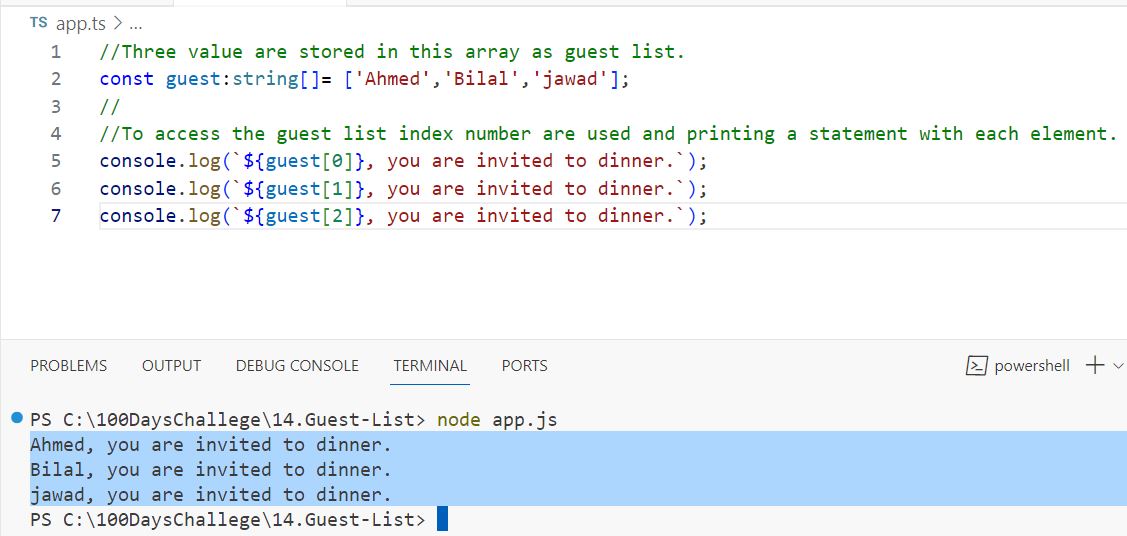 TS app.ts > ...
1 //Three value are stored in this array as guest list.
2 const guest:string[]= ['Ahmed','Bilal','jawad'];
3 //
4 //To access the guest list index number are used and printing a statement with each element.
5 console.log(`${guest[0]}, you are invited to dinner.`);
6 console.log(`${guest[1]}, you are invited to dinner.`);
7 console.log(`${guest[2]}, you are invited to dinner.`);
PROBLEMS OUTPUT DEBUG CONSOLE TERMINAL PORTS powershell
PS C:\100DaysChallege\14.Guest-List> node app.js
Ahmed, you are invited to dinner.
Bilal, you are invited to dinner.
jawad, you are invited to dinner.
PS C:\100DaysChallege\14.Guest-List>